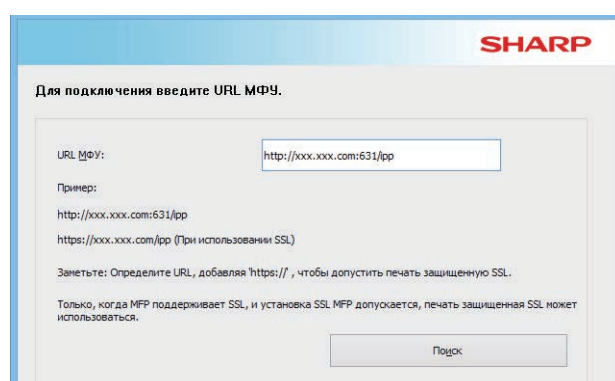 SHARP
Для подключения введите URL МФУ.
URL МФУ:
http://xxx.xxx.com:631/ipp
Пример:
http://xxx.xxx.com:631/ipp
https://xxx.xxx.com/ipp (При использовании SSL)
Заметьте: Определите URL, добавляя 'https://' , чтобы допустить печать защищенную SSL.
Только, когда MFP поддерживает SSL, и установка SSL MFP допускается, печать защищенная SSL может
использоваться.
Поиск